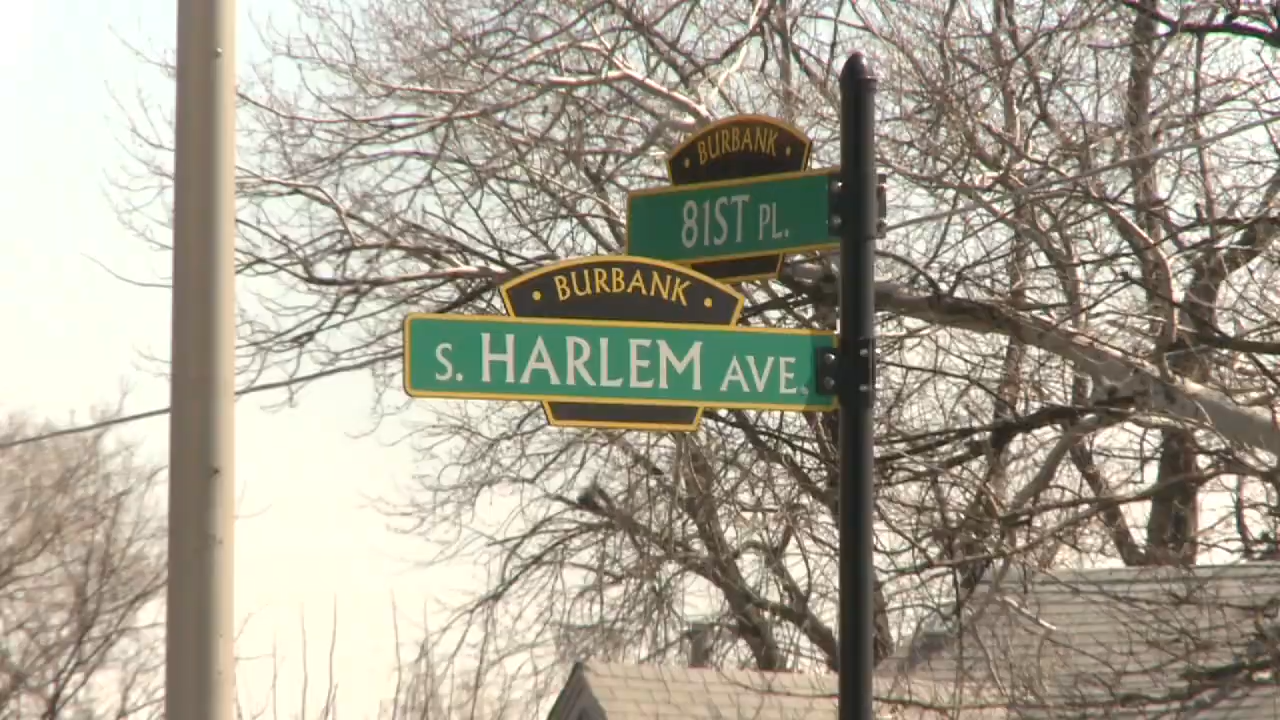 • BURBANK •
81ST PL.
• BURBANK •
S. HARLEM AVE.